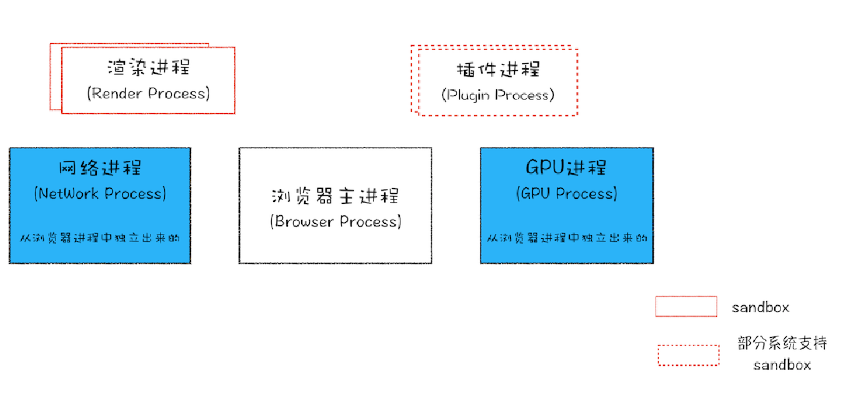 渲染进程
(Render Process)
插件进程
(Plugin Process)
网络进程
(NetWork Process)
从浏览器进程中独立出来的
浏览器主进程
(Browser Process)
GPU进程
(GPU Process)
从浏览器进程中独立出来的
sandbox
部分系统支持
sandbox